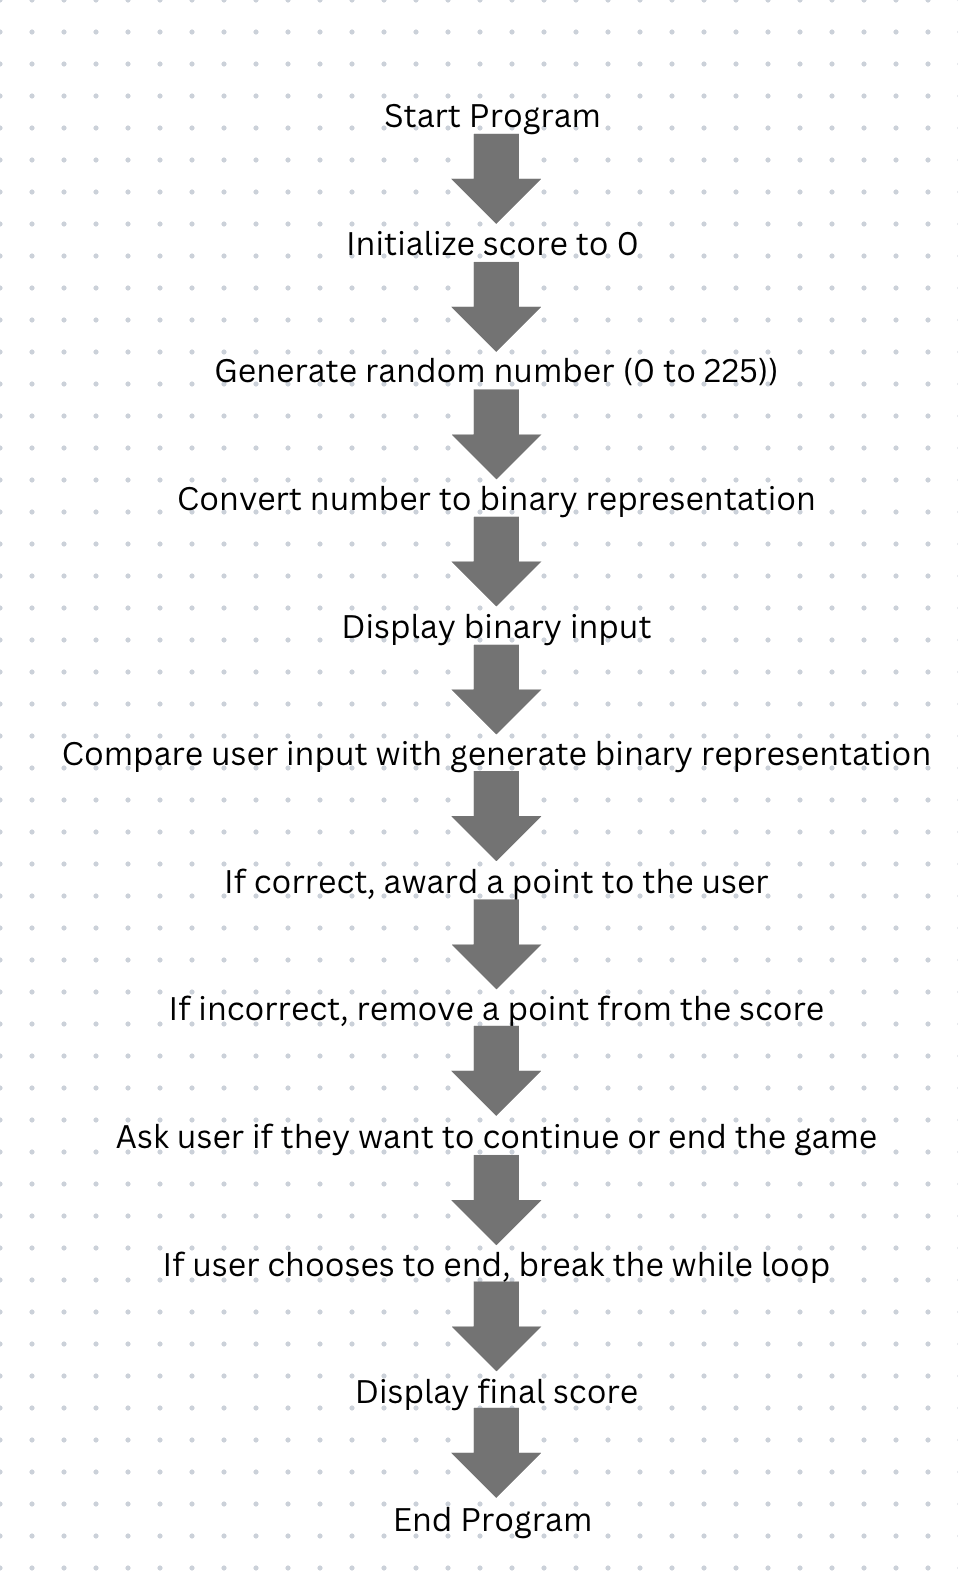 Start Program
Initialize score to 0
Generate random number (0 to 225))
Convert number to binary representation
Display binary input
Compare user input with generate binary representation
If correct, award a point to the user
If incorrect, remove a point from the score
Ask user if they want to continue or end the game
If user chooses to end, break the while loop
Display final score
End Program